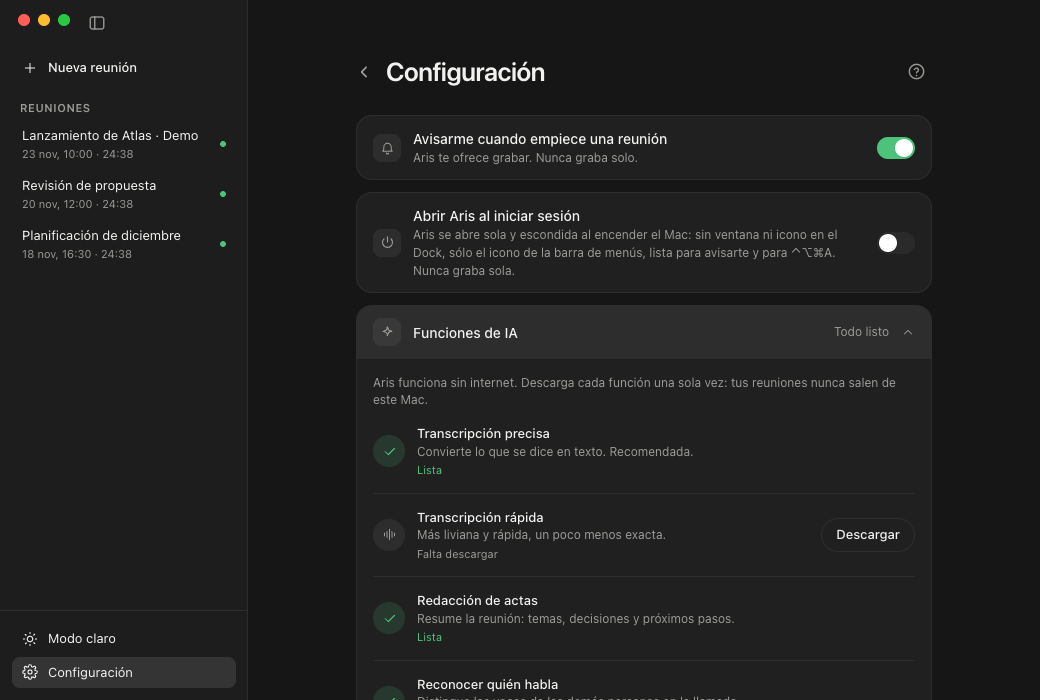 Nueva reunión
REUNIONES
Lanzamiento de Atlas · Demo
23 nov, 10:00 · 24:38
Revisión de propuesta
20 nov, 12:00 · 24:38
Planificación de diciembre
18 nov, 16:30 · 24:38
Modo claro
Configuración
Configuración
Avisarme cuando empiece una reunión
Aris te ofrece grabar. Nunca graba solo.
Abrir Aris al iniciar sesión
Aris se abre sola y escondida al encender el Mac: sin ventana ni icono en el
Dock, sólo el icono de la barra de menús, lista para avisarte y para ^⌥⌘A.
Nunca graba sola.
Funciones de IA
Todo listo
Aris funciona sin internet. Descarga cada función una sola vez: tus reuniones nunca salen de
este Mac.
Transcripción precisa
Convierte lo que se dice en texto. Recomendada.
Lista
Transcripción rápida
Más liviana y rápida, un poco menos exacta.
Falta descargar
Descargar
Redacción de actas
Resume la reunión: temas, decisiones y próximos pasos.
Lista
Reconocer quién habla